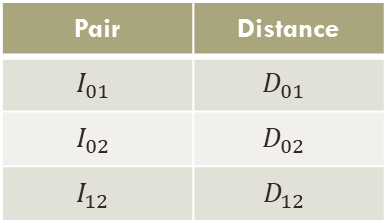 Pair Distance
I₀₁ D₀₁
I₀₂ D₀₂
I₁₂ D₁₂